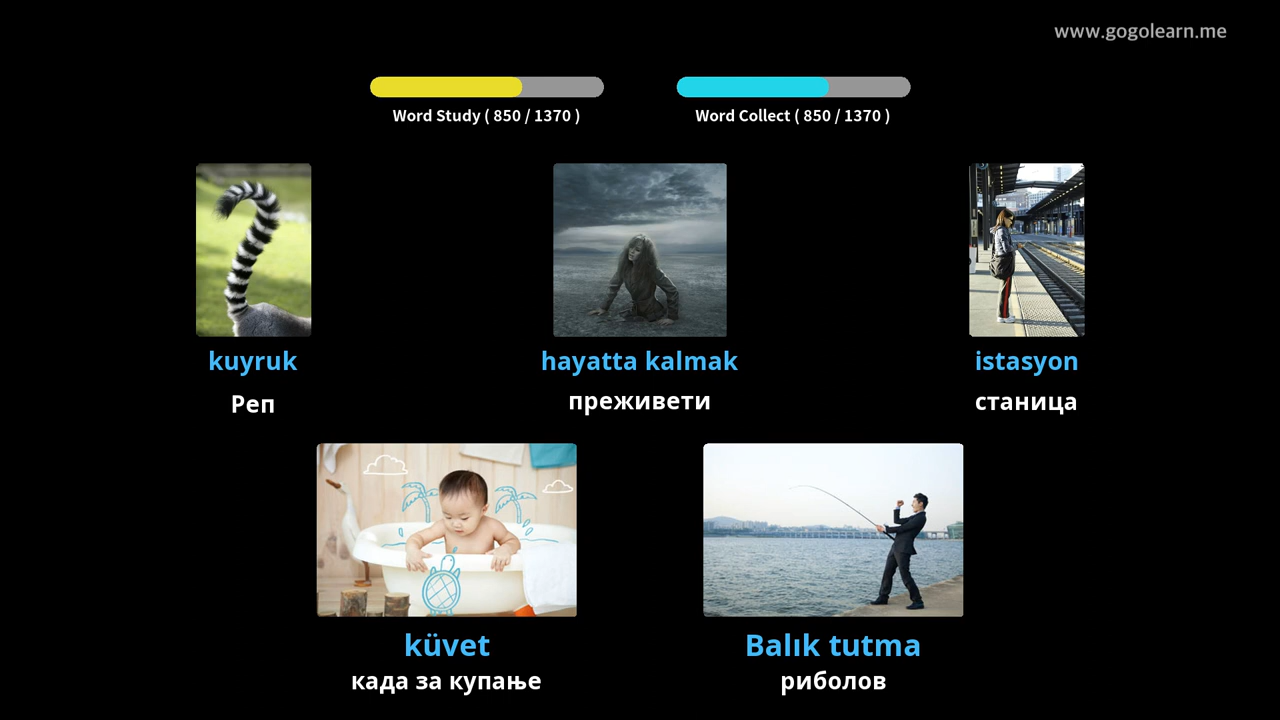 www.gogolearn.me
Word Study ( 850 / 1370 )
Word Collect ( 850 / 1370 )
kuyruk
hayatta kalmak
istasyon
Реп
преживети
станица
küvet
Balık tutma
када за купање
риболов